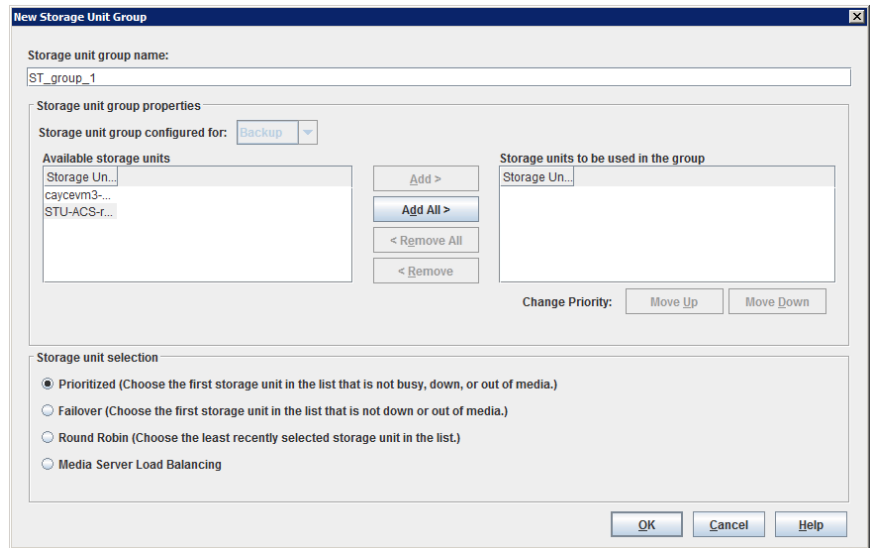 New Storage Unit Group
Storage unit group name:
ST_group_1
Storage unit group properties
Storage unit group configured for: Backup
Available storage units
Storage Un...
caycevm3-...
STU-ACS-r...
Add >
Add All >
< Remove All
< Remove
Storage units to be used in the group
Storage Un...
Change Priority: Move Up Move Down
Storage unit selection
Prioritized (Choose the first storage unit in the list that is not busy, down, or out of media.)
Failover (Choose the first storage unit in the list that is not down or out of media.)
Round Robin (Choose the least recently selected storage unit in the list.)
Media Server Load Balancing
OK Cancel Help